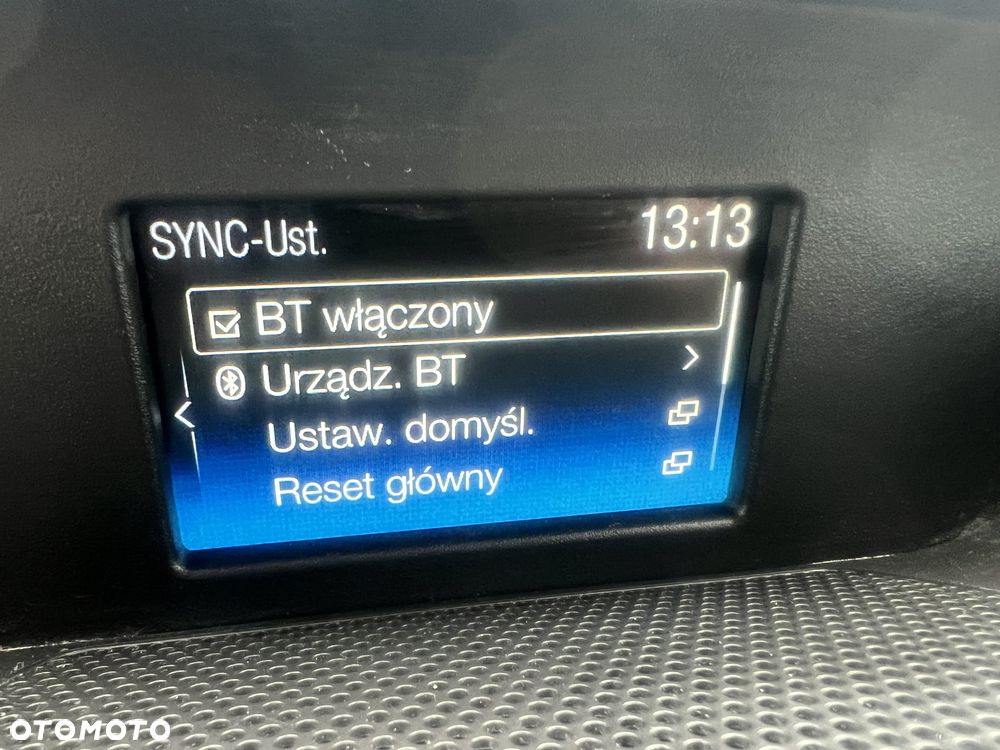 SYNC-Ust.
13:13
BT włączony
Urządz. BT
Ustaw. domyśl.
Reset główny
OTOMOTO